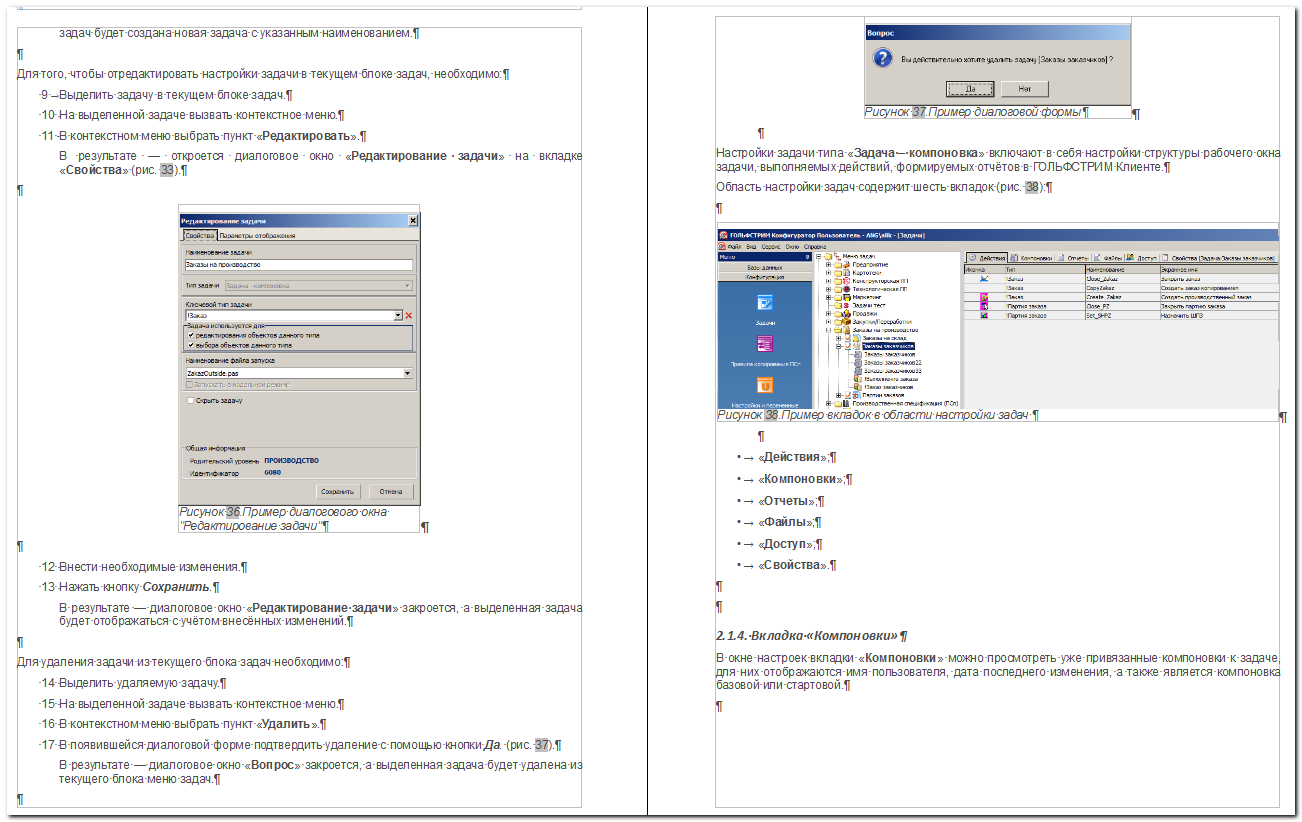 задач будет создана новая задача с указанным наименованием.¶
¶
Для того, чтобы отредактировать настройки задачи в текущем блоке задач, необходимо:¶
9 → Выделить задачу в текущем блоке задач.¶
10 На выделенной задаче вызвать контекстное меню.¶
11 В контекстном меню выбрать пункт «Редактировать».¶
В результате — откроется диалоговое окно «Редактирование задачи» на вкладке
«Свойства» (рис. 33).¶
¶
Редактирование задачи
Свойства Параметры отображения
Наименование задачи
Заказы на производство
Тип задачи Задача - компоновка
Ключевой тип задачи
!Заказ
Задача используется для
редактирования объектов данного типа
выбора объектов данного типа
Наименование файла запуска
ZakazOutside.pas
Запускать в модальном режиме
Скрыть задачу
Общая информация
Родительский уровень ПРОИЗВОДСТВО
Идентификатор 6080
Сохранить Отмена
Рисунок 36 Пример диалогового окна
"Редактирование задачи"¶ ¶
¶
12 Внести необходимые изменения.¶
13 Нажать кнопку Сохранить.¶
В результате — диалоговое окно «Редактирование задачи» закроется, а выделенная задача
будет отображаться с учётом внесённых изменений.¶
¶
Для удаления задачи из текущего блока задач необходимо:¶
14 Выделить удаляемую задачу.¶
15 На выделенной задаче вызвать контекстное меню.¶
16 В контекстном меню выбрать пункт «Удалить».¶
17 В появившейся диалоговой форме подтвердить удаление с помощью кнопки Да. (рис. 37).¶
В результате — диалоговое окно «Вопрос» закроется, а выделенная задача будет удалена из
текущего блока меню задач.¶
¶
Вопрос
Вы действительно хотите удалить задачу [Заказы заказчиков] ?
Да Нет
Рисунок 37 Пример диалоговой формы¶ ¶
¶
Настройки задачи типа «Задача — компоновка» включают в себя настройки структуры рабочего окна
задачи, выполняемых действий, формируемых отчётов в ГОЛЬФСТРИМ Клиенте.¶
Область настройки задач содержит шесть вкладок (рис. 38):¶
¶
ГОЛЬФСТРИМ Конфигуратор Пользователь - ANG\alik - [Задачи]
Файл Вид Сервис Окно Справка
Меню
Базы данных
Конфигурация
Задачи
Правила копирования ПСп
Настройки и переменные
Меню задач
Предприятие
Картотеки
Конструкторская ПП
Технологическая ПП
Маркетинг
Задачи тест
Продажи
Закупки/Переработки
Заказы на производство
Заказы на склад
Заказы заказчиков
Заказы заказчиков
Заказы заказчиков22
Заказы заказчиков33
!Выполнение заказа
!Заказ заказчиков
Партии заказов
Производственная спецификация (ПСп)
Действия Компоновки Отчеты Файлы Доступ Свойства [Задача:Заказы заказчиков]
Иконка Тип Наименование Экранное имя
!Заказ Close_Zakaz Закрыть заказ
!Заказ CopyZakaz Создать заказ копированием
!Заказ Create_Zakaz Создать производственный заказ
!Партия заказа Close_PZ Закрыть партию заказа
!Партия заказа Set_SHPZ Назначить ШПЗ
Рисунок 38 Пример вкладок в области настройки задач ¶ ¶
¶
• → «Действия»;¶
• → «Компоновки»;¶
• → «Отчеты»;¶
• → «Файлы»;¶
• → «Доступ»;¶
• → «Свойства».¶
¶
¶
2.1.4. Вкладка «Компоновки»¶
В окне настроек вкладки «Компоновки» можно просмотреть уже привязанные компоновки к задаче,
для них отображаются имя пользователя, дата последнего изменения, а также является компоновка
базовой или стартовой.¶
¶